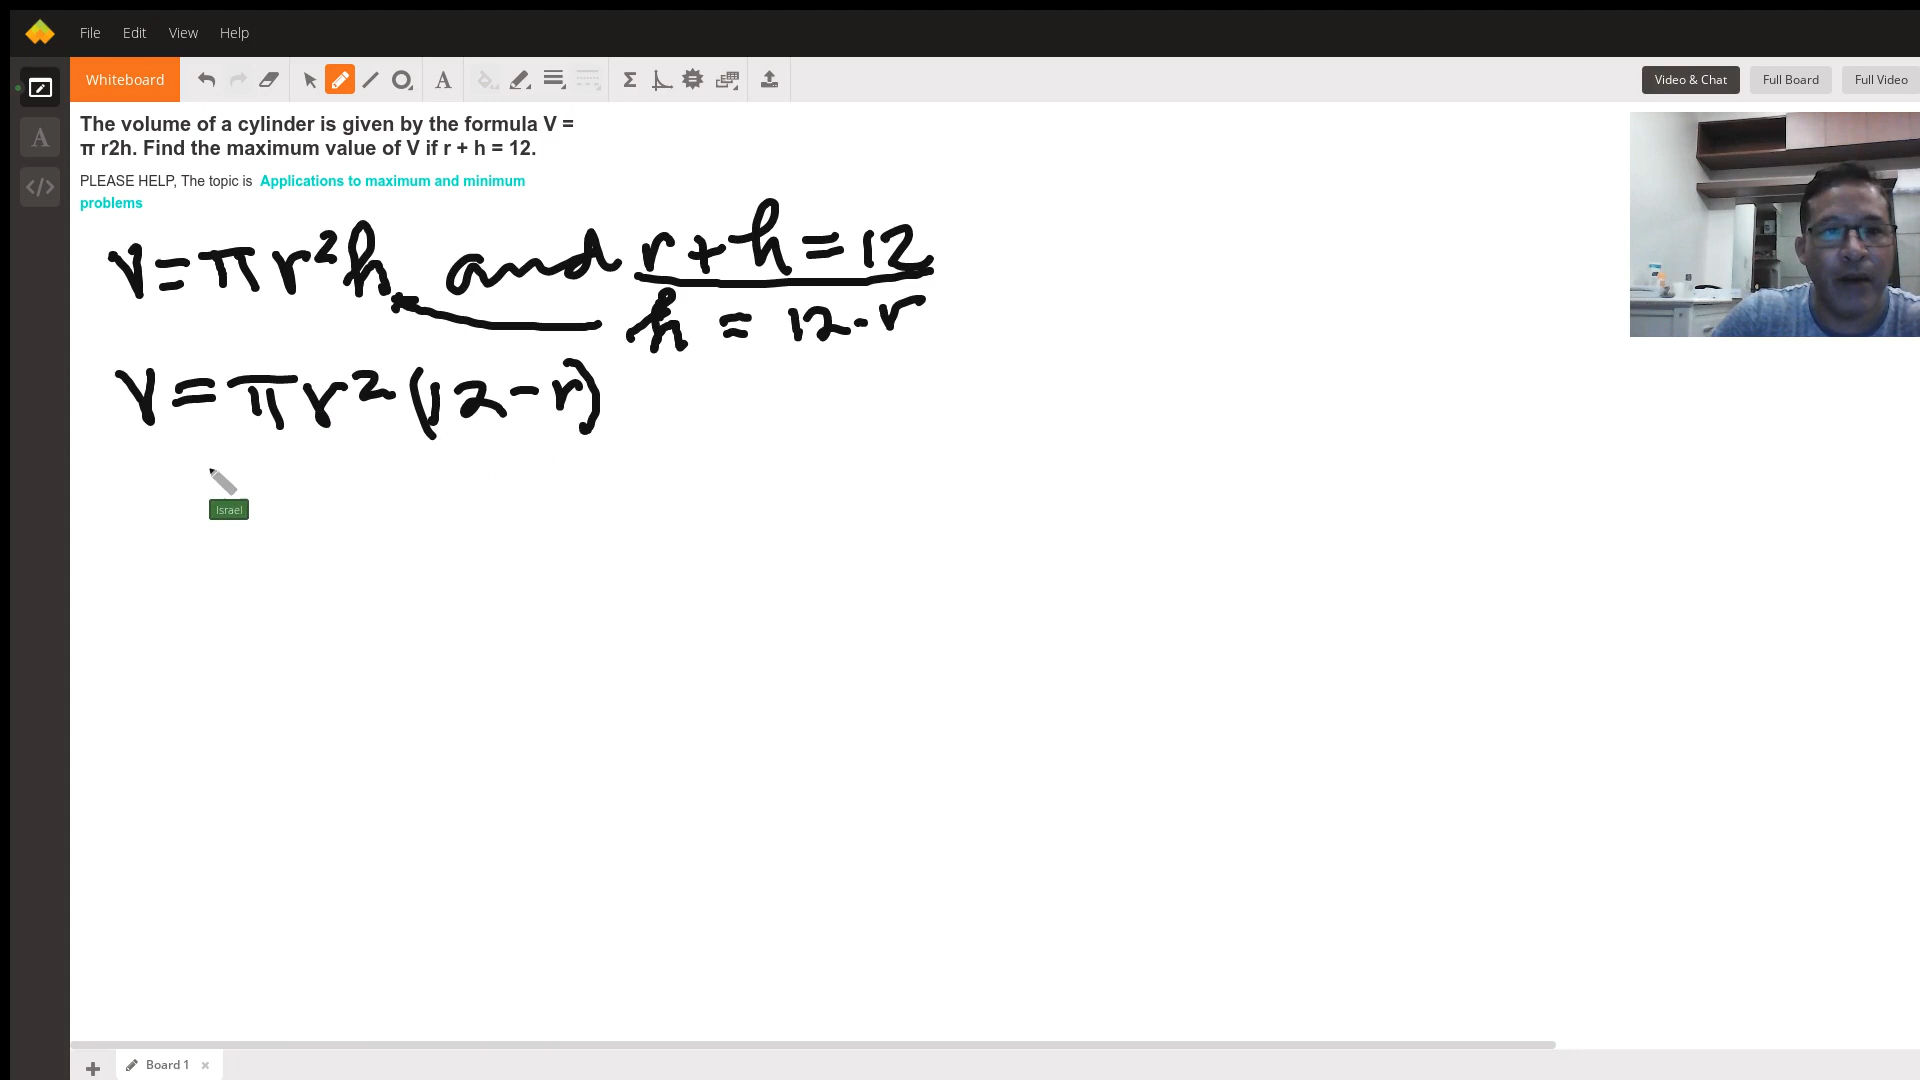 File Edit View Help
Whiteboard A Σ Video & Chat Full Board Full Video
A
</>
The volume of a cylinder is given by the formula V =
π r2h. Find the maximum value of V if r + h = 12.
PLEASE HELP, The topic is Applications to maximum and minimum
problems
V = π r² h and r + h = 12
h = 12 - r
V = π r² (12 - r)
Israel
Board 1